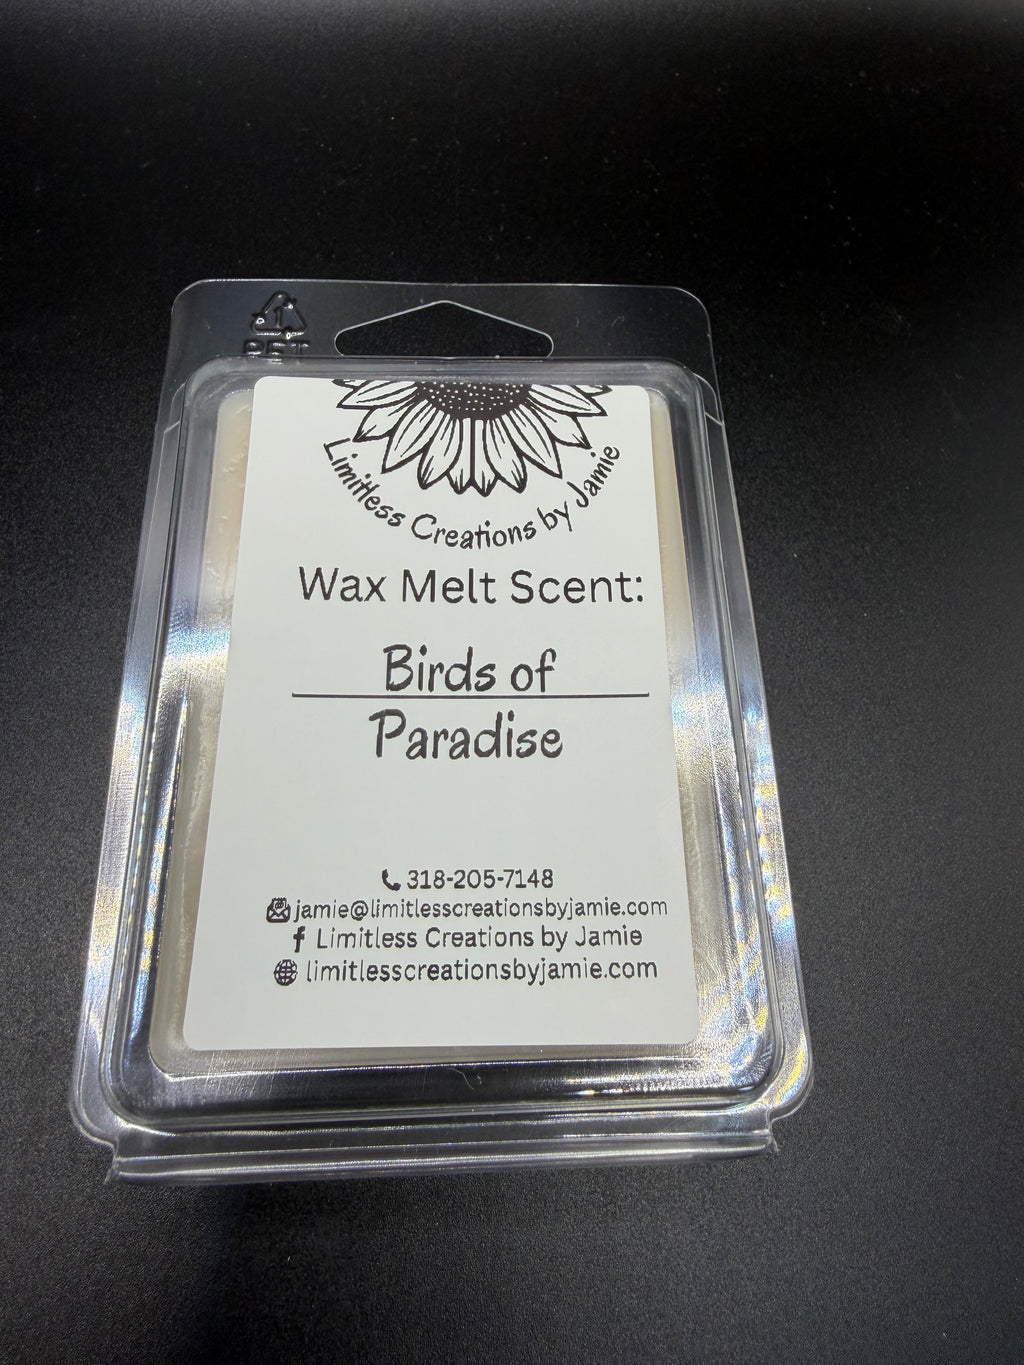 1
PET
Limitless Creations by Jamie
Wax Melt Scent:
Birds of
Paradise
318-205-7148
jamie@limitlesscreationsbyjamie.com
Limitless Creations by Jamie
limitlesscreationsbyjamie.com